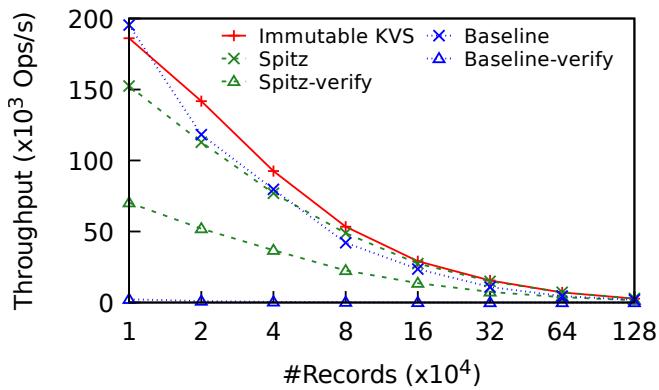 200
150
100
50
0
Throughput (x10³ Ops/s)
Immutable KVS
Spitz
Spitz-verify
Baseline
Baseline-verify
1 2 4 8 16 32 64 128
#Records (x10⁴)